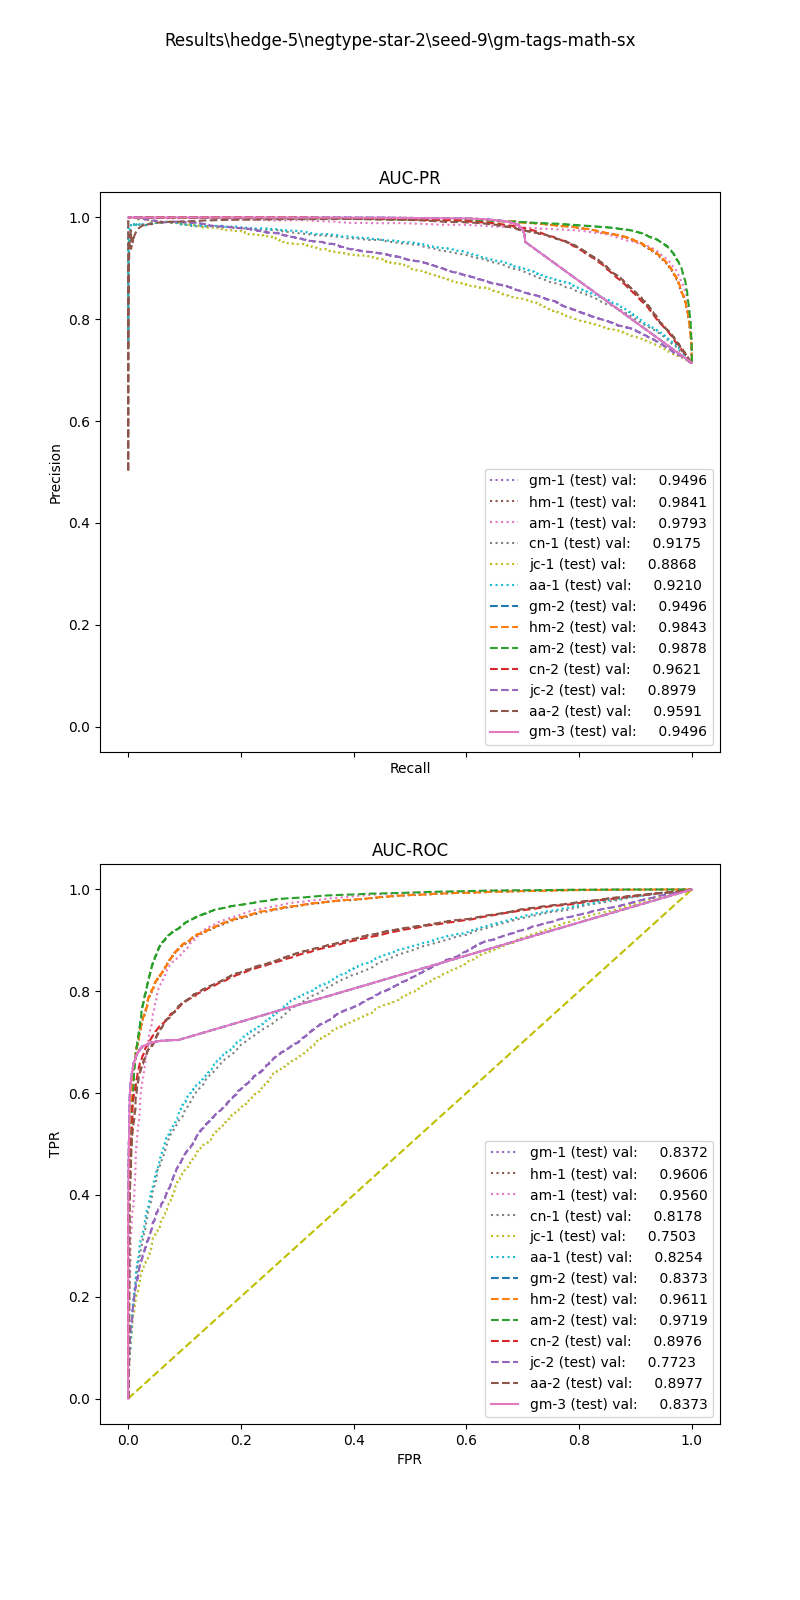 Results\hedge-5\negtype-star-2\seed-9\gm-tags-math-sx
AUC-PR
1.0
0.8
0.6
0.4
0.2
0.0
Precision
gm-1 (test) val: 0.9496
hm-1 (test) val: 0.9841
am-1 (test) val: 0.9793
cn-1 (test) val: 0.9175
jc-1 (test) val: 0.8868
aa-1 (test) val: 0.9210
gm-2 (test) val: 0.9496
hm-2 (test) val: 0.9843
am-2 (test) val: 0.9878
cn-2 (test) val: 0.9621
jc-2 (test) val: 0.8979
aa-2 (test) val: 0.9591
gm-3 (test) val: 0.9496
Recall
AUC-ROC
1.0
0.8
0.6
0.4
0.2
0.0
TPR
gm-1 (test) val: 0.8372
hm-1 (test) val: 0.9606
am-1 (test) val: 0.9560
cn-1 (test) val: 0.8178
jc-1 (test) val: 0.7503
aa-1 (test) val: 0.8254
gm-2 (test) val: 0.8373
hm-2 (test) val: 0.9611
am-2 (test) val: 0.9719
cn-2 (test) val: 0.8976
jc-2 (test) val: 0.7723
aa-2 (test) val: 0.8977
gm-3 (test) val: 0.8373
0.0 0.2 0.4 0.6 0.8 1.0
FPR